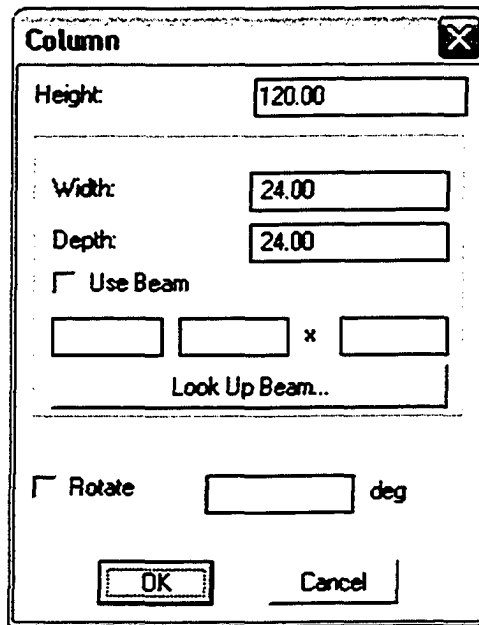 Column
Height: 120.00
Width: 24.00
Depth: 24.00
Use Beam
x
Look Up Beam...
Rotate deg
OK Cancel